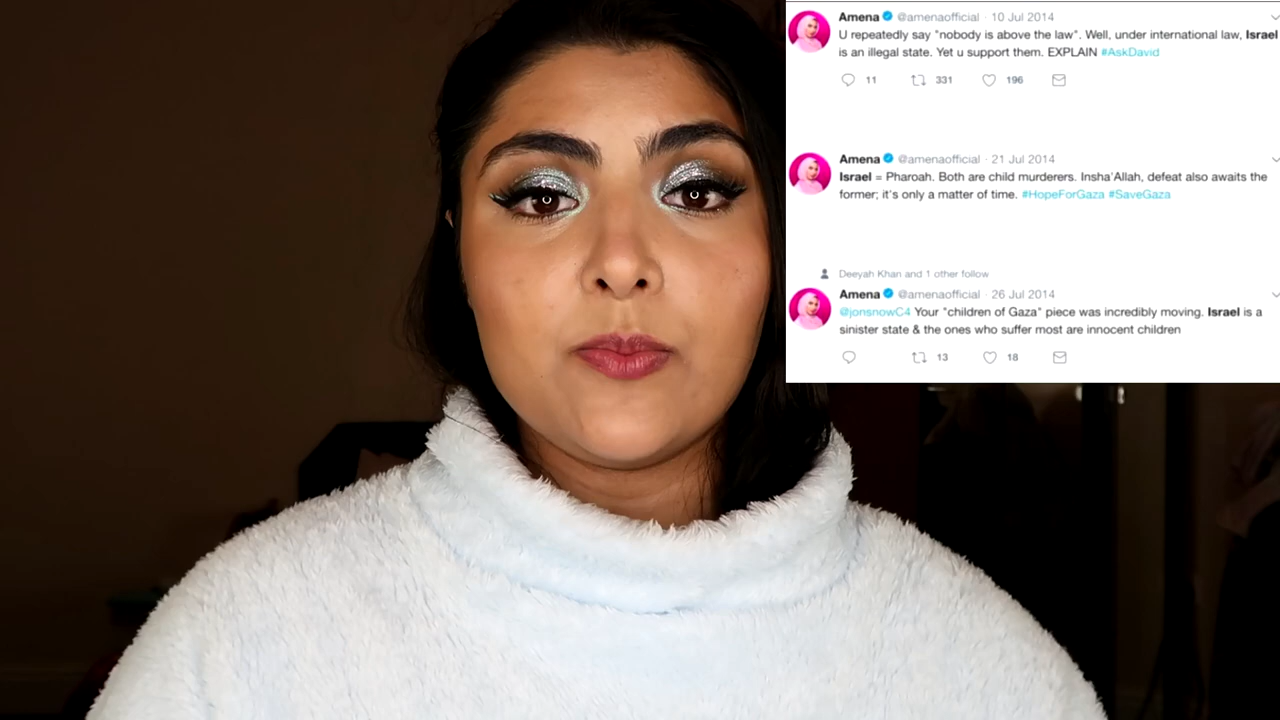 Amena @amenaofficial · 10 Jul 2014
U repeatedly say "nobody is above the law". Well, under international law, Israel
is an illegal state. Yet u support them. EXPLAIN #AskDavid
11 331 196
Amena @amenaofficial · 21 Jul 2014
Israel = Pharoah. Both are child murderers. Insha'Allah, defeat also awaits the
former; it's only a matter of time. #HopeForGaza #SaveGaza
Deeyah Khan and 1 other follow
Amena @amenaofficial · 26 Jul 2014
@jonsnowC4 Your "children of Gaza" piece was incredibly moving. Israel is a
sinister state & the ones who suffer most are innocent children
13 18